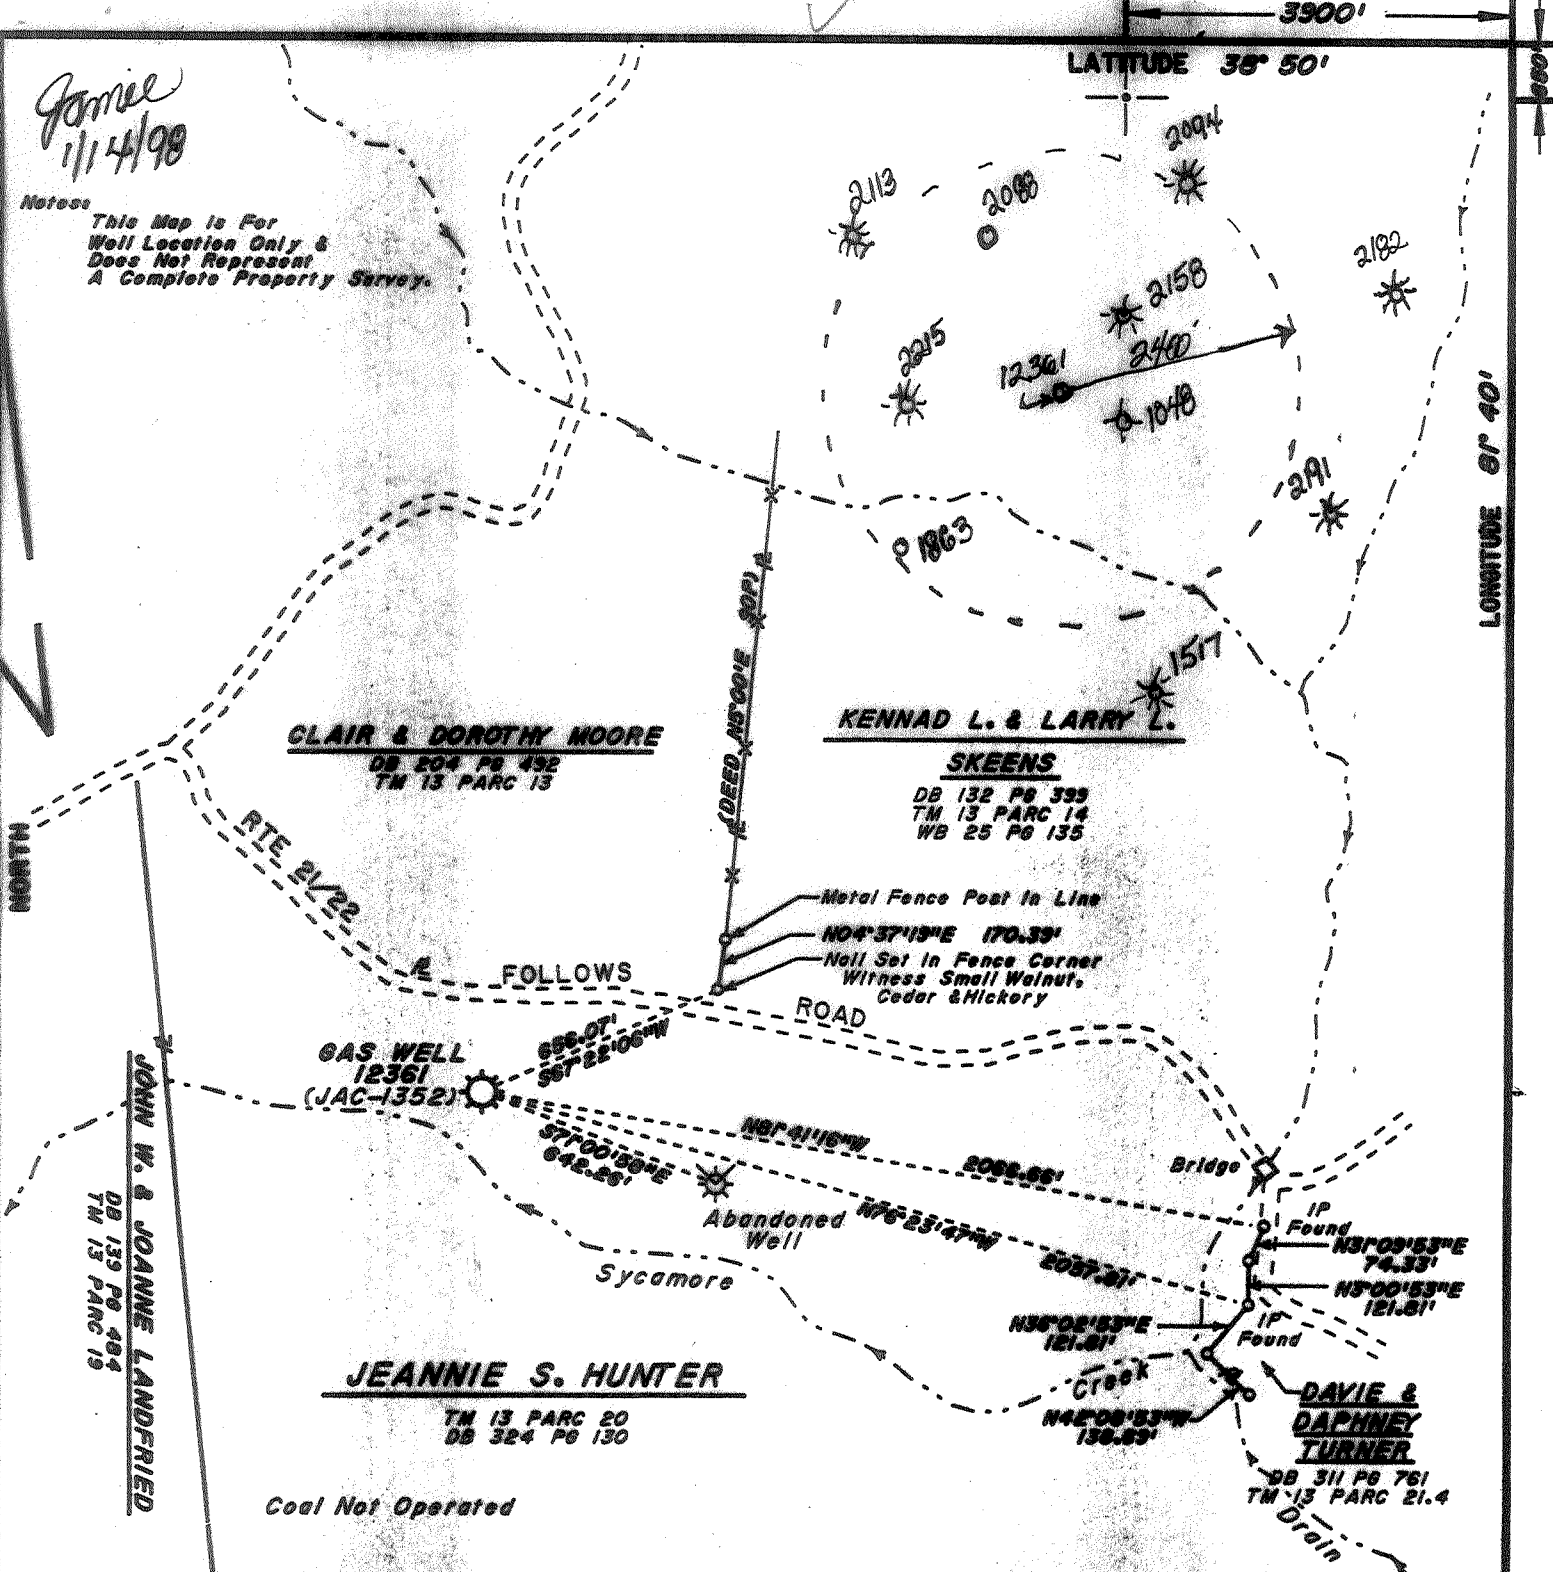 3900'
LATITUDE 38° 50'
Jamie
1/14/98
Notes:
This Map Is For
Well Location Only &
Does Not Represent
A Complete Property Survey.
2094
2113
2088
2182
2158
2215
2460'
12361
1048
2191
1863
1517
LONGITUDE 81° 40'
NORTH
(DEED N5°00'E 90P)
CLAIR & DOROTHY MOORE
DB 204 PG 492
TM 13 PARC 13
KENNAD L. & LARRY L.
SKEENS
DB 132 PG 399
TM 13 PARC 14
WB 25 PG 135
RTE 21/22
FOLLOWS
ROAD
Metal Fence Post In Line
N04°37'19"E 170.39'
Nail Set In Fence Corner
Witness Small Walnut,
Cedar & Hickory
656.07'
S67°22'06"W
GAS WELL
12361
(JAC-1352)
N81°41'16"W
2066.66'
S71°00'56"E
642.26'
Abandoned
Well
N76°23'47"W
2037.67'
Bridge
IP
Found
N31°09'53"E
74.33'
N3°00'53"E
121.81'
IP
Found
N36°02'53"E
121.81'
Sycamore
Creek
N42°08'53"W
JOHN W. & JOANNE LANDFRIED
DB 139 PG 484
TM 13 PARC 19
JEANNIE S. HUNTER
TM 13 PARC 20
DB 324 PG 130
DAVIE &
DAPHNEY
TURNER
DB 311 PG 761
TM 13 PARC 21.4
Drain
Coal Not Operated